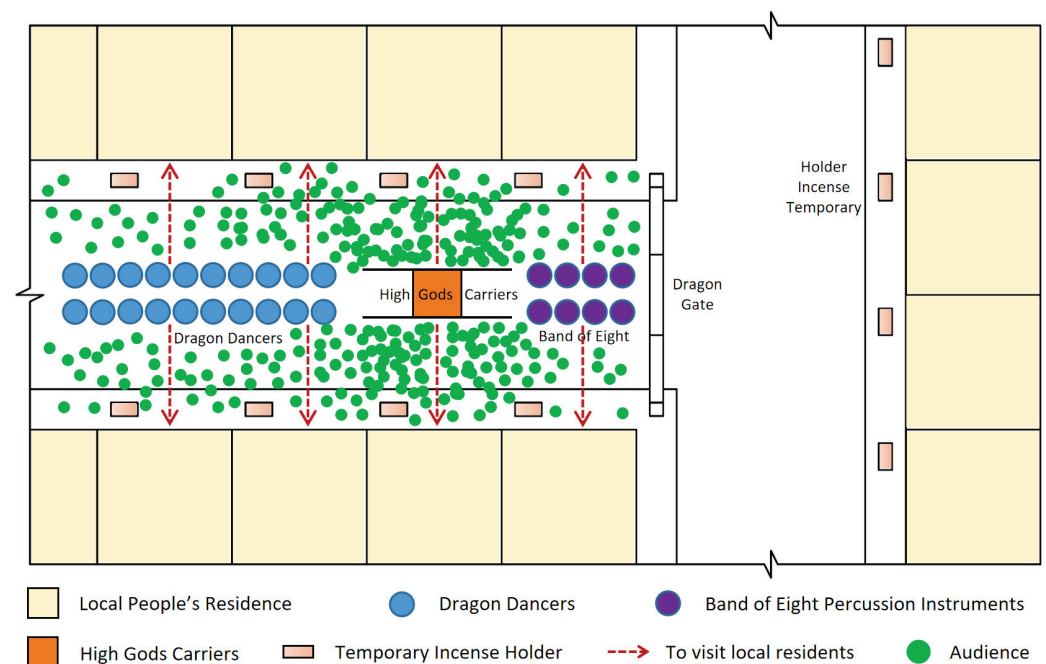 Holder
Incense
Temporary
High Gods Carriers
Dragon
Gate
Dragon Dancers
Band of Eight
Local People's Residence
Dragon Dancers
Band of Eight Percussion Instruments
High Gods Carriers
Temporary Incense Holder
To visit local residents
Audience